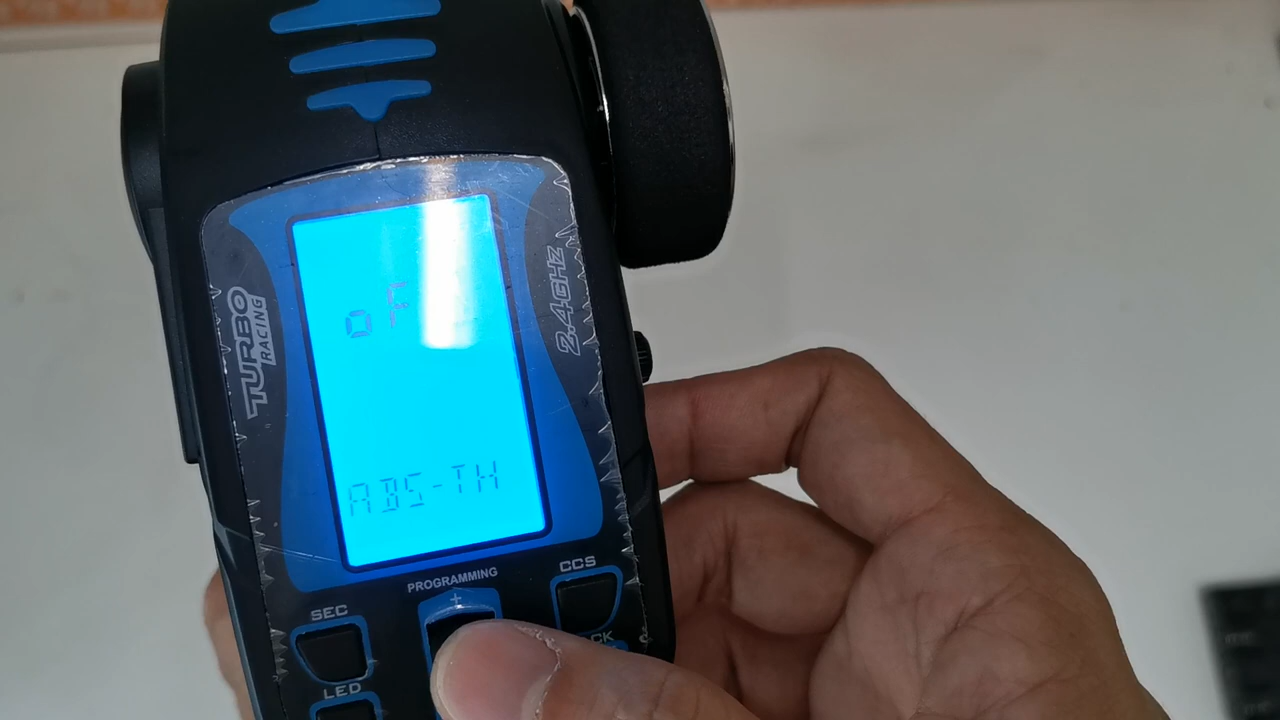 TURBO
RACING
2.4GHZ
oF
ABS-TH
PROGRAMMING
+
CCS
SEC
LED